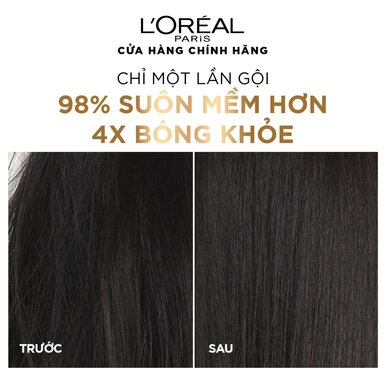 L'ORÉAL
PARIS
CỬA HÀNG CHÍNH HÃNG
CHỈ MỘT LẦN GỘI
98% SUÔN MỀM HƠN
4X BÓNG KHỎE
TRƯỚC
SAU